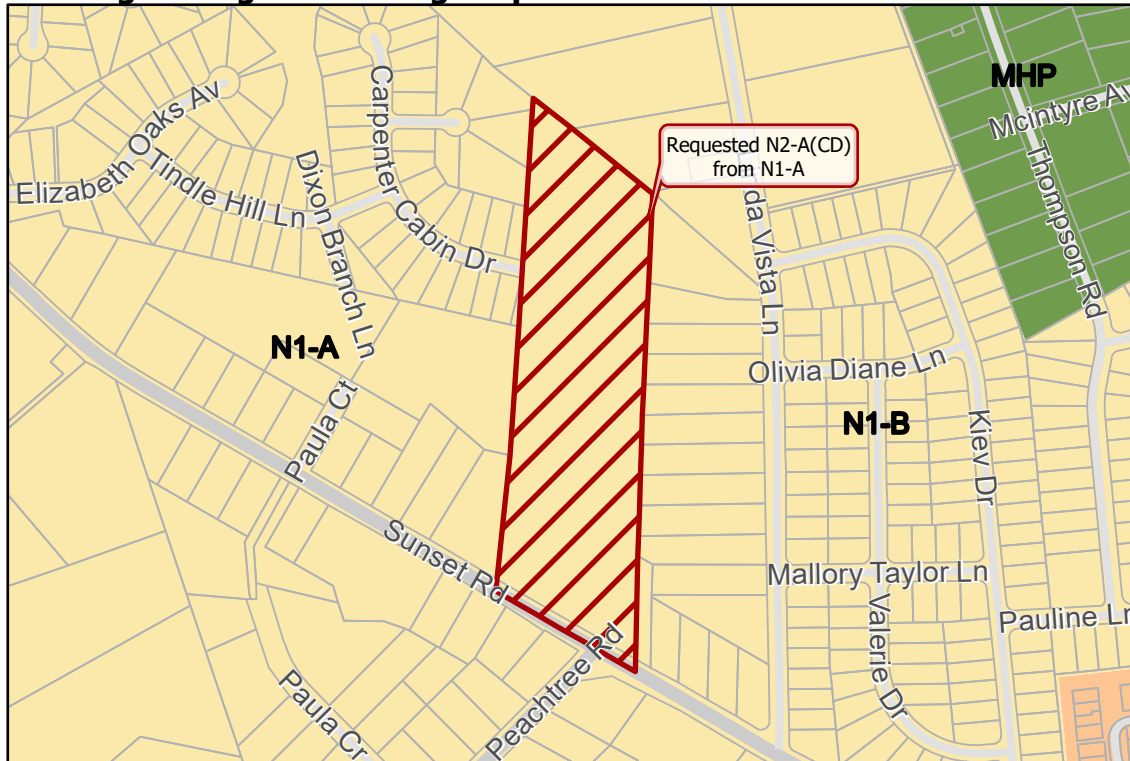 MHP
Mcintyre Av
Thompson Rd
Carpenter Cabin Dr
Elizabeth Oaks Av
Tindle Hill Ln
Dixon Branch Ln
Requested N2-A(CD)
from N1-A
da Vista Ln
N1-A
Paula Ct
Olivia Diane Ln
N1-B
Kiev Dr
Sunset Rd
Mallory Taylor Ln
Valerie Dr
Pauline Ln
Peachtree Rd
Paula Cr